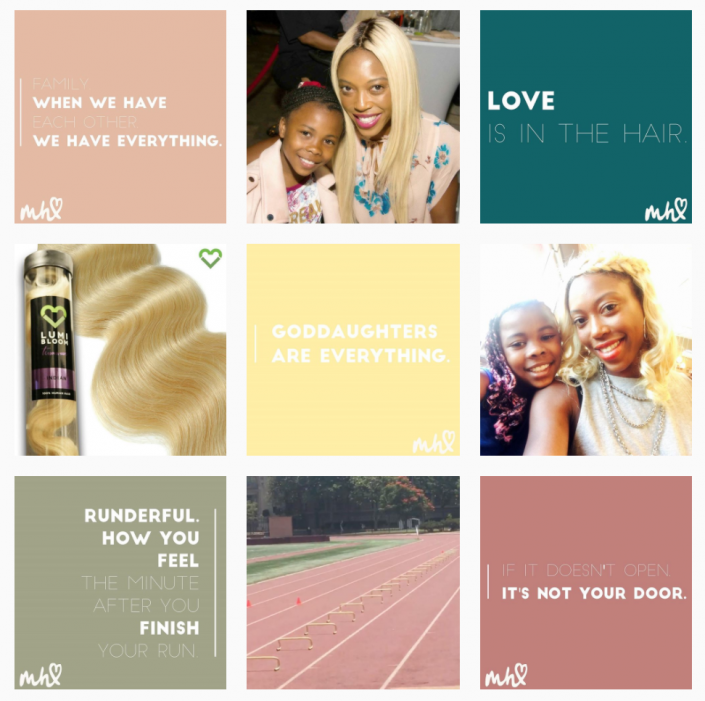 FAMILY
WHEN WE HAVE
EACH OTHER
WE HAVE EVERYTHING.
mh
LOVE
IS IN THE HAIR.
mh
LUMI
BLOOM
GODDAUGHTERS
ARE EVERYTHING.
mh
RUNDERFUL.
HOW YOU
FEEL
THE MINUTE
AFTER YOU
FINISH
YOUR RUN.
mh
IF IT DOESN'T OPEN.
IT'S NOT YOUR DOOR.
mh